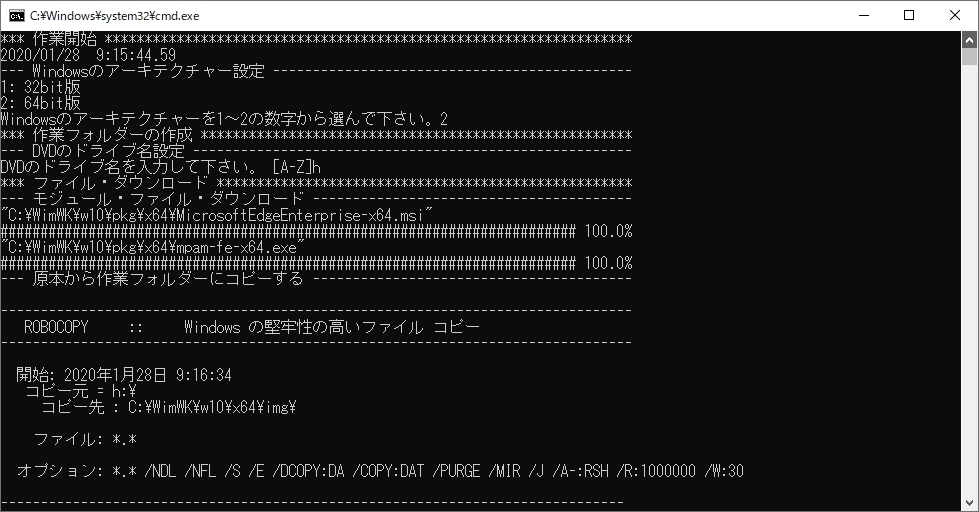 C:¥Windows¥system32¥cmd.exe
*** 作業開始 ******************************************************************
2020/01/28  9:15:44.59
--- Windowsのアーキテクチャー設定 ---------------------------------------------
1: 32bit版
2: 64bit版
Windowsのアーキテクチャーを1～2の数字から選んで下さい。2
*** 作業フォルダーの作成 ******************************************************
--- DVDのドライブ名設定 -------------------------------------------------------
DVDのドライブ名を入力して下さい。 [A-Z]h
*** ファイル・ダウンロード ****************************************************
--- モジュール・ファイル・ダウンロード ----------------------------------------
"C:¥WimWK¥w10¥pkg¥x64¥MicrosoftEdgeEnterprise-x64.msi"
######################################################################## 100.0%
"C:¥WimWK¥w10¥pkg¥x64¥mpam-fe-x64.exe"
######################################################################## 100.0%
--- 原本から作業フォルダーにコピーする ----------------------------------------
-------------------------------------------------------------------------------
   ROBOCOPY     ::     Windows の堅牢性の高いファイル コピー
-------------------------------------------------------------------------------
  開始: 2020年1月28日 9:16:34
   コピー元 = h:¥
     コピー先 : C:¥WimWK¥w10¥x64¥img¥
    ファイル: *.*
  オプション: *.* /NDL /NFL /S /E /DCOPY:DA /COPY:DAT /PURGE /MIR /J /A-:RSH /R:1000000 /W:30
------------------------------------------------------------------------------